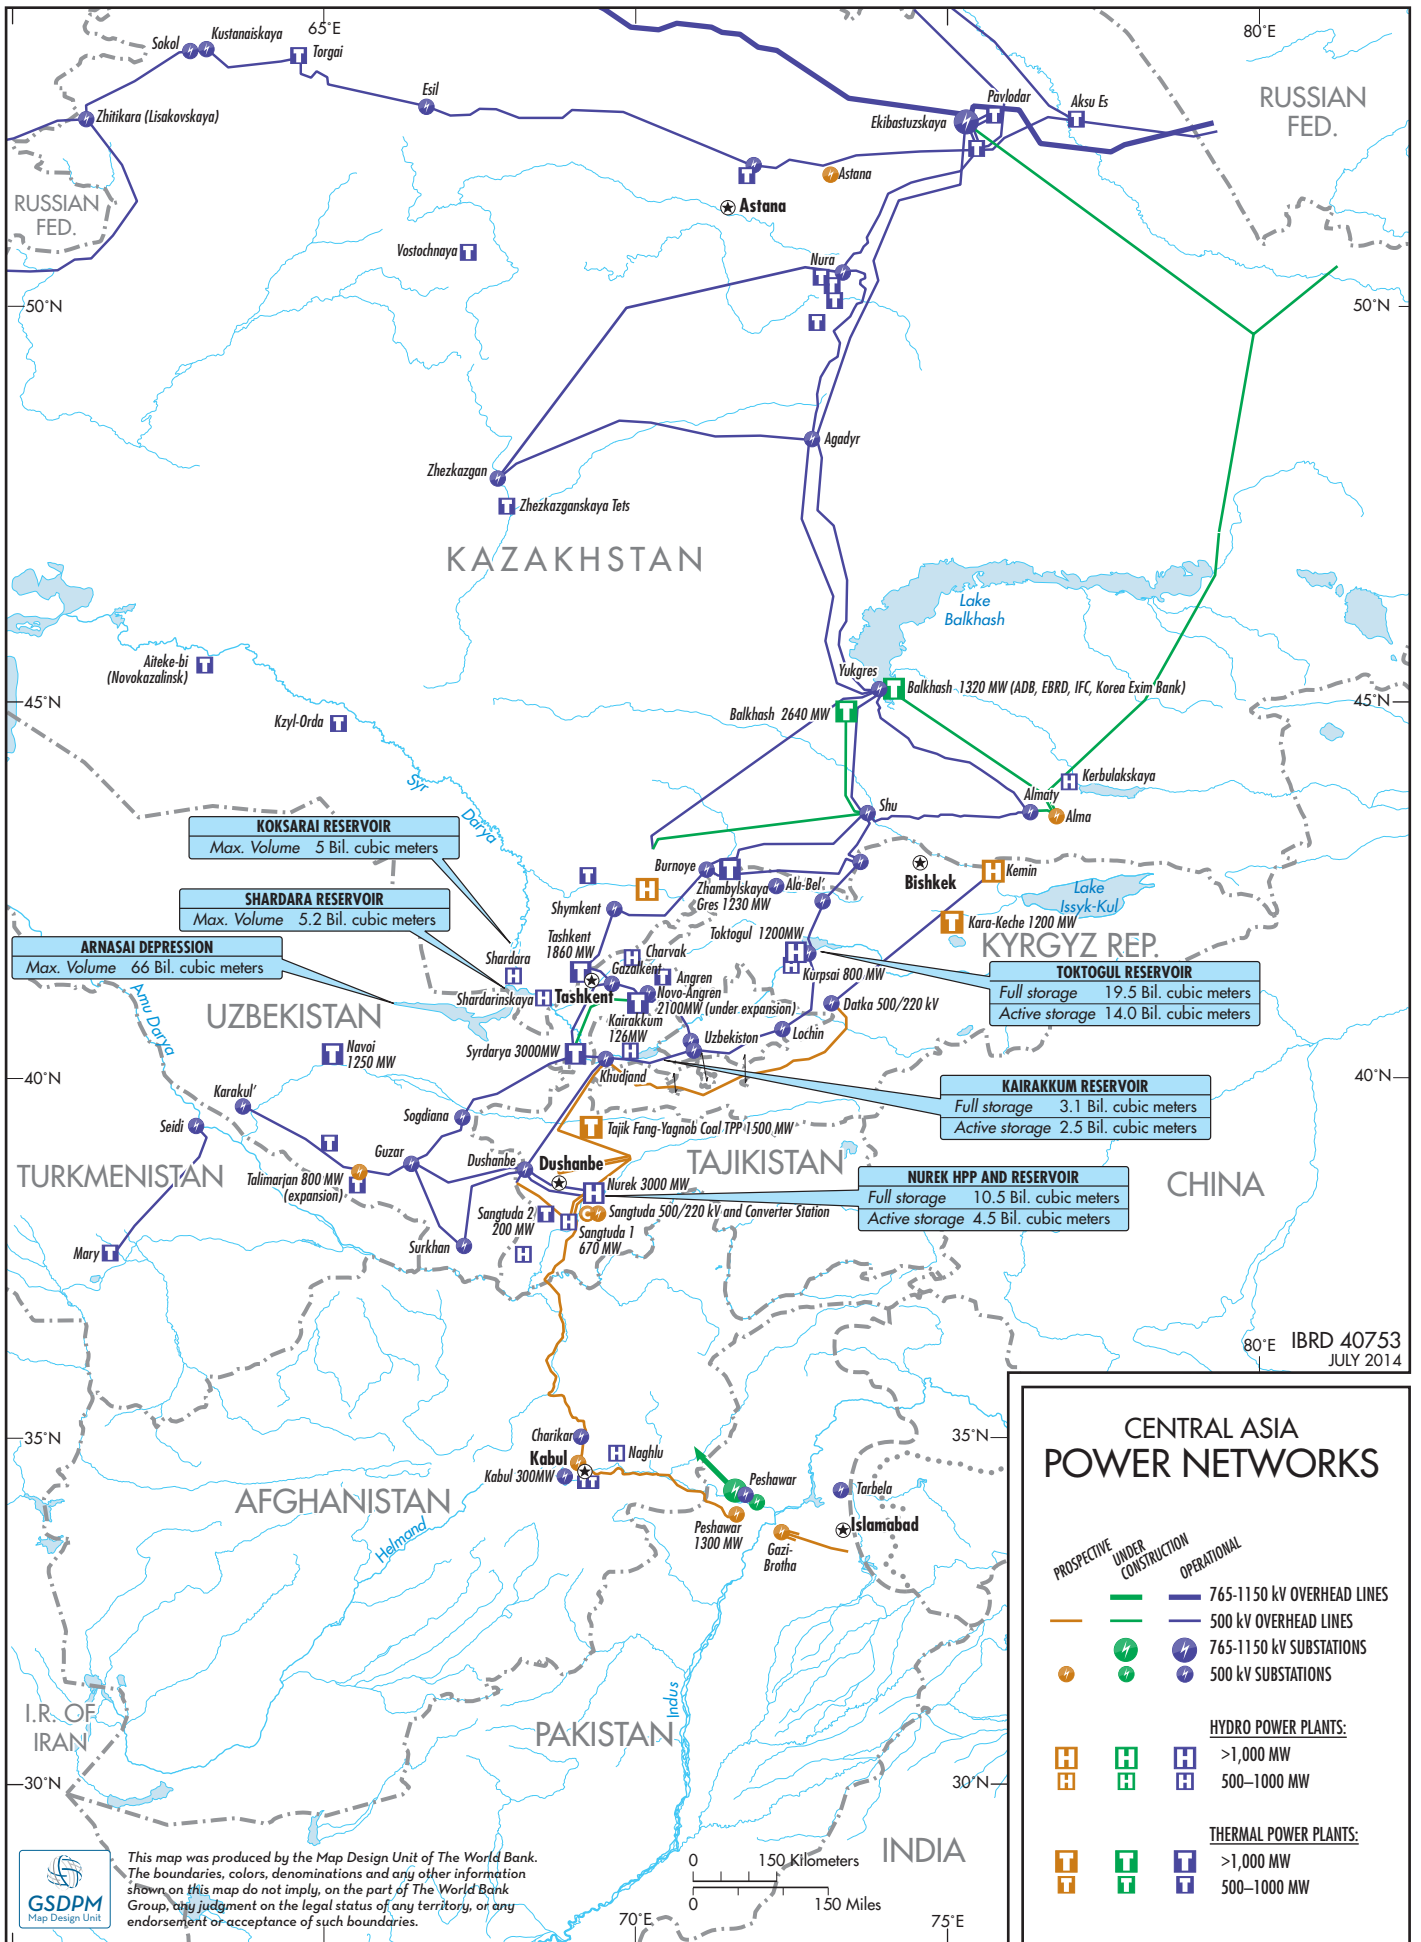 65°E
80°E
Sokol
Kustanaiskaya
Torgai
Esil
Zhitikara (Lisakovskaya)
Pavlodar
Aksu Es
Ekibastuzskaya
RUSSIAN
FED.
RUSSIAN
FED.
Astana
Astana
Vostochnaya
Nura
50°N
50°N
Agadyr
Zhezkazgan
Zhezkazganskaya Tets
KAZAKHSTAN
Lake
Balkhash
Aiteke-bi
(Novokazalinsk)
Yukgres
Balkhash 1320 MW (ADB, EBRD, IFC, Korea Exim Bank)
45°N
45°N
Balkhash 2640 MW
Kzyl-Orda
Syr
Darya
Kerbulakskaya
Almaty
Alma
Shu
KOKSARAI RESERVOIR
Max. Volume 5 Bil. cubic meters
Burnoye
Zhambylskaya
Gres 1230 MW
Ala-Bel'
Bishkek
Kemin
Lake
Issyk-Kul
SHARDARA RESERVOIR
Max. Volume 5.2 Bil. cubic meters
Shymkent
Kara-Keche 1200 MW
KYRGYZ REP.
ARNASAI DEPRESSION
Max. Volume 66 Bil. cubic meters
Tashkent
1860 MW
Charvak
Toktogul 1200MW
Shardara
Gazalkent
Kurpsai 800 MW
TOKTOGUL RESERVOIR
Full storage 19.5 Bil. cubic meters
Active storage 14.0 Bil. cubic meters
Angren
Amu Darya
UZBEKISTAN
Shardarinskaya
Tashkent
Novo-Angren
2100MW (under expansion)
Datka 500/220 kV
Kairakkum
126MW
Lochin
Uzbekiston
Navoi
1250 MW
Syrdarya 3000MW
Khudjand
40°N
40°N
KAIRAKKUM RESERVOIR
Full storage 3.1 Bil. cubic meters
Active storage 2.5 Bil. cubic meters
Karakul'
Seidi
Sogdiana
Tajik Fang-Yagnob Coal TPP 1500 MW
Guzar
Dushanbe
Dushanbe
TAJIKISTAN
TURKMENISTAN
Talimarjan 800 MW
(expansion)
Nurek 3000 MW
NUREK HPP AND RESERVOIR
Full storage 10.5 Bil. cubic meters
Active storage 4.5 Bil. cubic meters
CHINA
Sangtuda 2
200 MW
Sangtuda 500/220 kV and Converter Station
Sangtuda 1
670 MW
C
Surkhan
Mary
80°E
IBRD 40753
JULY 2014
Charikar
Kabul
Kabul 300MW
Naghlu
35°N
35°N
AFGHANISTAN
Helmand
Peshawar
Peshawar
1300 MW
Tarbela
Islamabad
Gazi-
Brotha
Indus
I.R. OF
IRAN
PAKISTAN
30°N
30°N
INDIA
CENTRAL ASIA
POWER NETWORKS
PROSPECTIVE
UNDER
CONSTRUCTION
OPERATIONAL
765-1150 kV OVERHEAD LINES
500 kV OVERHEAD LINES
765-1150 kV SUBSTATIONS
500 kV SUBSTATIONS
HYDRO POWER PLANTS:
H H H >1,000 MW
H H H 500–1000 MW
THERMAL POWER PLANTS:
T T T >1,000 MW
T T T 500–1000 MW
GSDPM
Map Design Unit
This map was produced by the Map Design Unit of The World Bank.
The boundaries, colors, denominations and any other information
shown on this map do not imply, on the part of The World Bank
Group, any judgment on the legal status of any territory, or any
endorsement or acceptance of such boundaries.
0 150 Kilometers
0 150 Miles
70°E
75°E